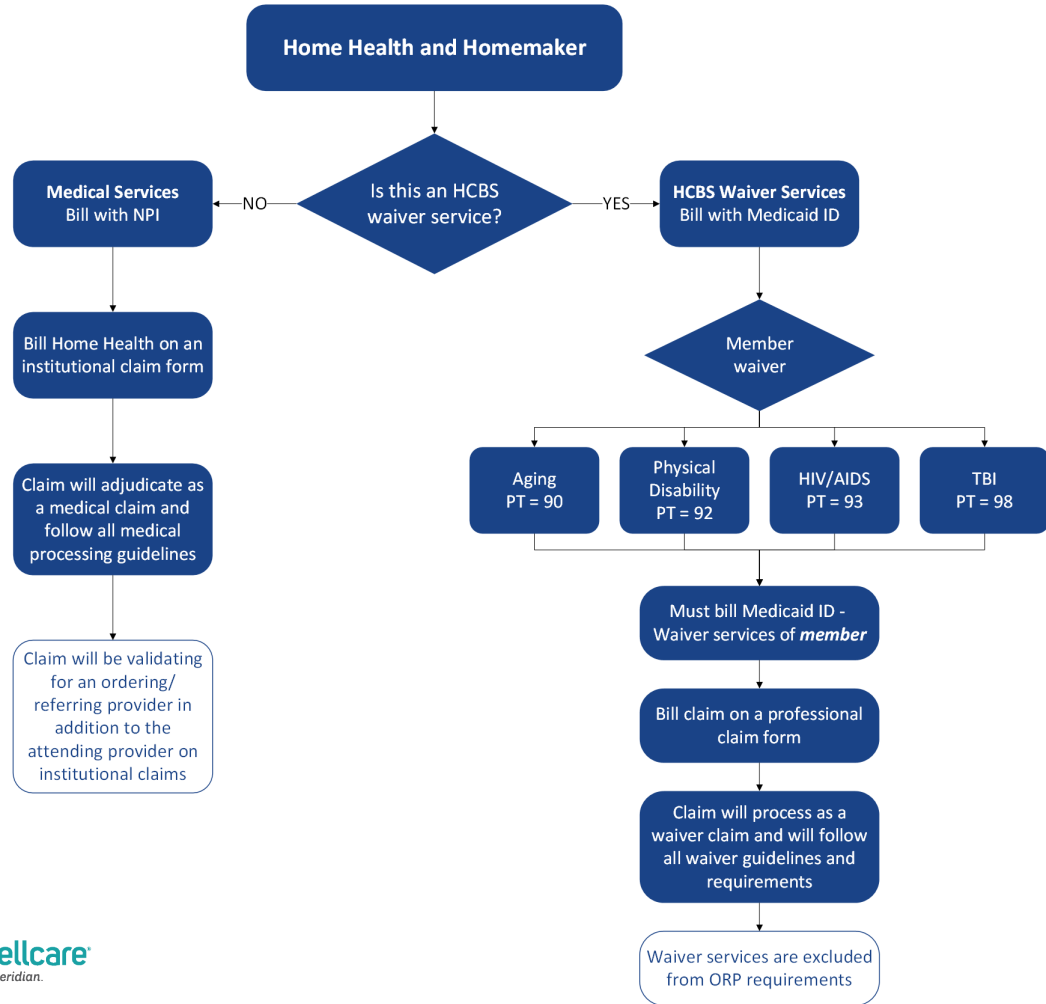 Home Health and Homemaker
Is this an HCBS
waiver service?
NO
YES
Medical Services
Bill with NPI
Bill Home Health on an
institutional claim form
Claim will adjudicate as
a medical claim and
follow all medical
processing guidelines
Claim will be validating
for an ordering/
referring provider in
addition to the
attending provider on
institutional claims
HCBS Waiver Services
Bill with Medicaid ID
Member
waiver
Aging
PT = 90
Physical
Disability
PT = 92
HIV/AIDS
PT = 93
TBI
PT = 98
Must bill Medicaid ID -
Waiver services of member
Bill claim on a professional
claim form
Claim will process as a
waiver claim and will follow
all waiver guidelines and
requirements
Waiver services are excluded
from ORP requirements
ellcare
eridian.